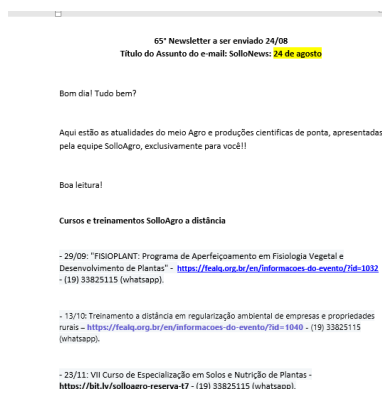 65° Newsletter a ser enviado 24/08
Título do Assunto do e-mail: SolloNews: 24 de agosto
Bom dia! Tudo bem?
Aqui estão as atualidades do meio Agro e produções cientificas de ponta, apresentadas
pela equipe SolloAgro, exclusivamente para você!!
Boa leitura!
Cursos e treinamentos SolloAgro a distância
- 29/09: "FISIOPLANT: Programa de Aperfeiçoamento em Fisiologia Vegetal e
Desenvolvimento de Plantas" - https://fealq.org.br/en/informacoes-do-evento/?id=1032
- (19) 33825115 (whatsapp).
- 13/10: Treinamento a distância em regularização ambiental de empresas e propriedades
rurais – https://fealq.org.br/en/informacoes-do-evento/?id=1040 - (19) 33825115
(whatsapp).
- 23/11: VII Curso de Especialização em Solos e Nutrição de Plantas -
https://bit.ly/solloagro-reserva-t7 - (19) 33825115 (whatsapp).